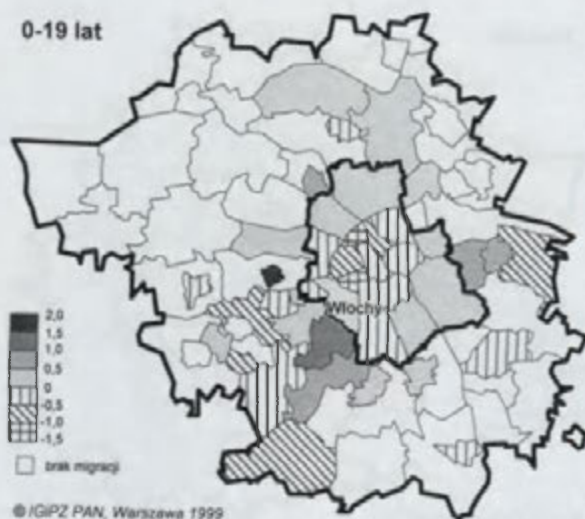 0-19 lat
Włochy
2,0
1,5
1,0
0,5
0
-0,5
-1,0
-1,5
brak migracji
© IGiPZ PAN, Warszawa 1999